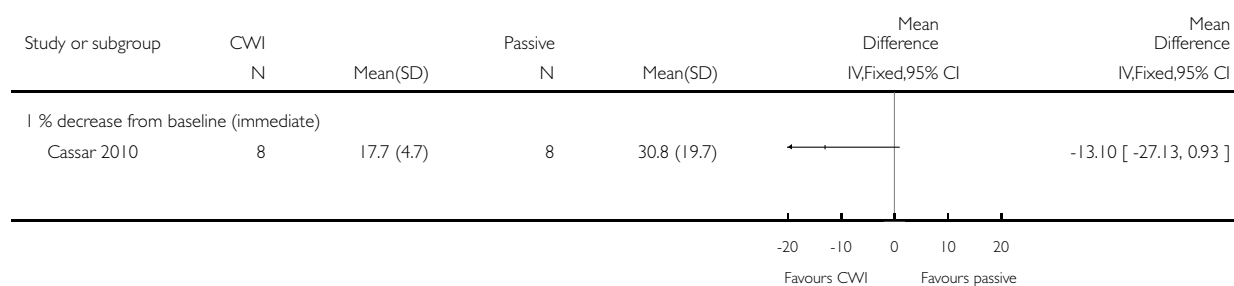 Study or subgroup CWI Passive Mean Difference Mean Difference
N Mean(SD) N Mean(SD) IV,Fixed,95% CI IV,Fixed,95% CI
1 % decrease from baseline (immediate)
Cassar 2010 8 17.7 (4.7) 8 30.8 (19.7) -13.10 [ -27.13, 0.93 ]
-20 -10 0 10 20
Favours CWI Favours passive